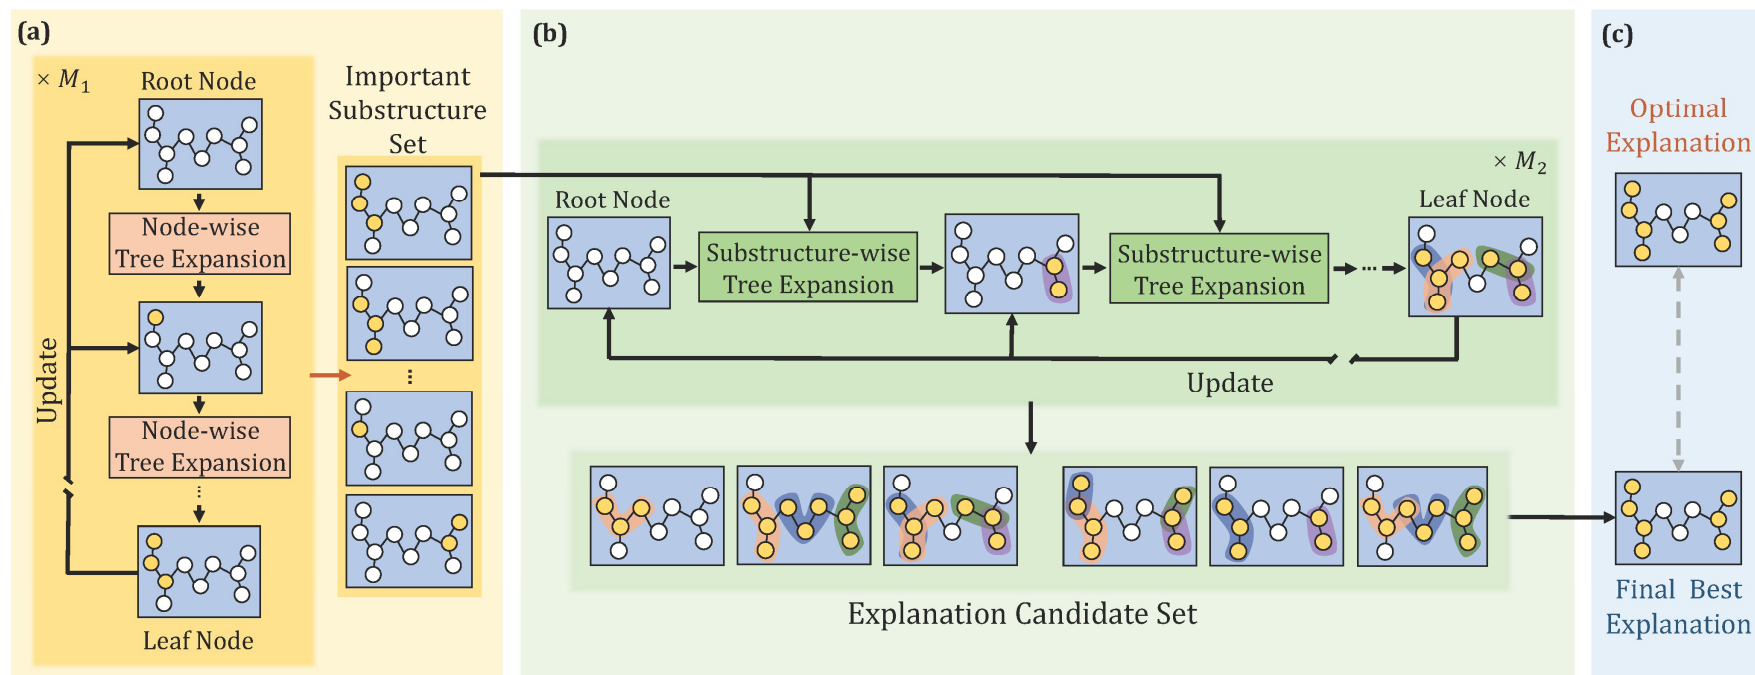 (a)
× M₁
Root Node
Node-wise
Tree Expansion
Update
Node-wise
Tree Expansion
...
Leaf Node
Important
Substructure
Set
...
(b)
× M₂
Root Node
Substructure-wise
Tree Expansion
Substructure-wise
Tree Expansion
...
Leaf Node
Update
Explanation Candidate Set
(c)
Optimal
Explanation
Final Best
Explanation